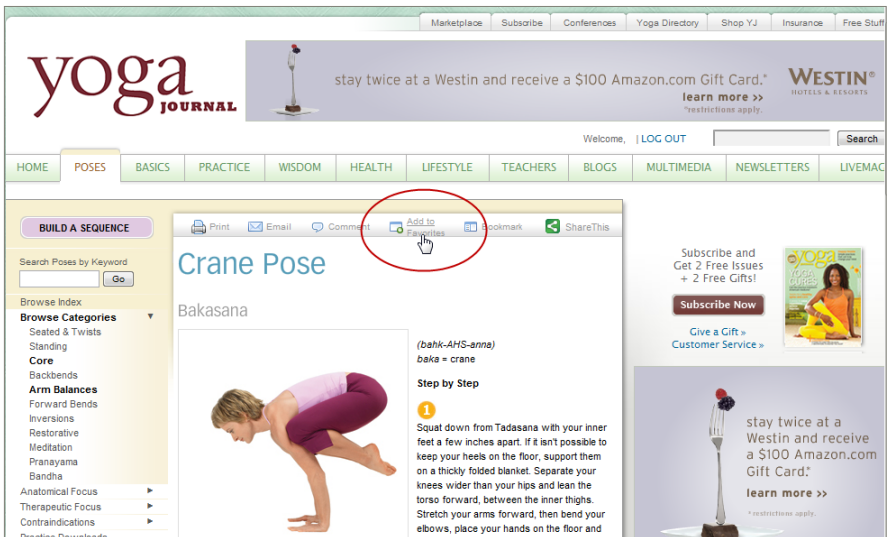 Marketplace Subscribe Conferences Yoga Directory Shop YJ Insurance Free Stuff
yoga
JOURNAL
stay twice at a Westin and receive a $100 Amazon.com Gift Card.*
learn more >>
*restrictions apply.
WESTIN®
HOTELS & RESORTS
Welcome, | LOG OUT Search
HOME POSES BASICS PRACTICE WISDOM HEALTH LIFESTYLE TEACHERS BLOGS MULTIMEDIA NEWSLETTERS LIVEMAG
BUILD A SEQUENCE
Search Poses by Keyword
Go
Browse Index
Browse Categories
Seated & Twists
Standing
Core
Backbends
Arm Balances
Forward Bends
Inversions
Restorative
Meditation
Pranayama
Bandha
Anatomical Focus
Therapeutic Focus
Contraindications
Practice Downloads
Print Email Comment Add to Favorites Bookmark ShareThis
Crane Pose
Bakasana
(bahk-AHS-anna)
baka = crane
Step by Step
1
Squat down from Tadasana with your inner
feet a few inches apart. If it isn't possible to
keep your heels on the floor, support them
on a thickly folded blanket. Separate your
knees wider than your hips and lean the
torso forward, between the inner thighs.
Stretch your arms forward, then bend your
elbows, place your hands on the floor and
Subscribe and
Get 2 Free Issues
+ 2 Free Gifts!
Subscribe Now
Give a Gift »
Customer Service »
yoga
YOGA
CURES
stay twice at a
Westin and receive
a $100 Amazon.com
Gift Card.*
learn more >>
*restrictions apply.